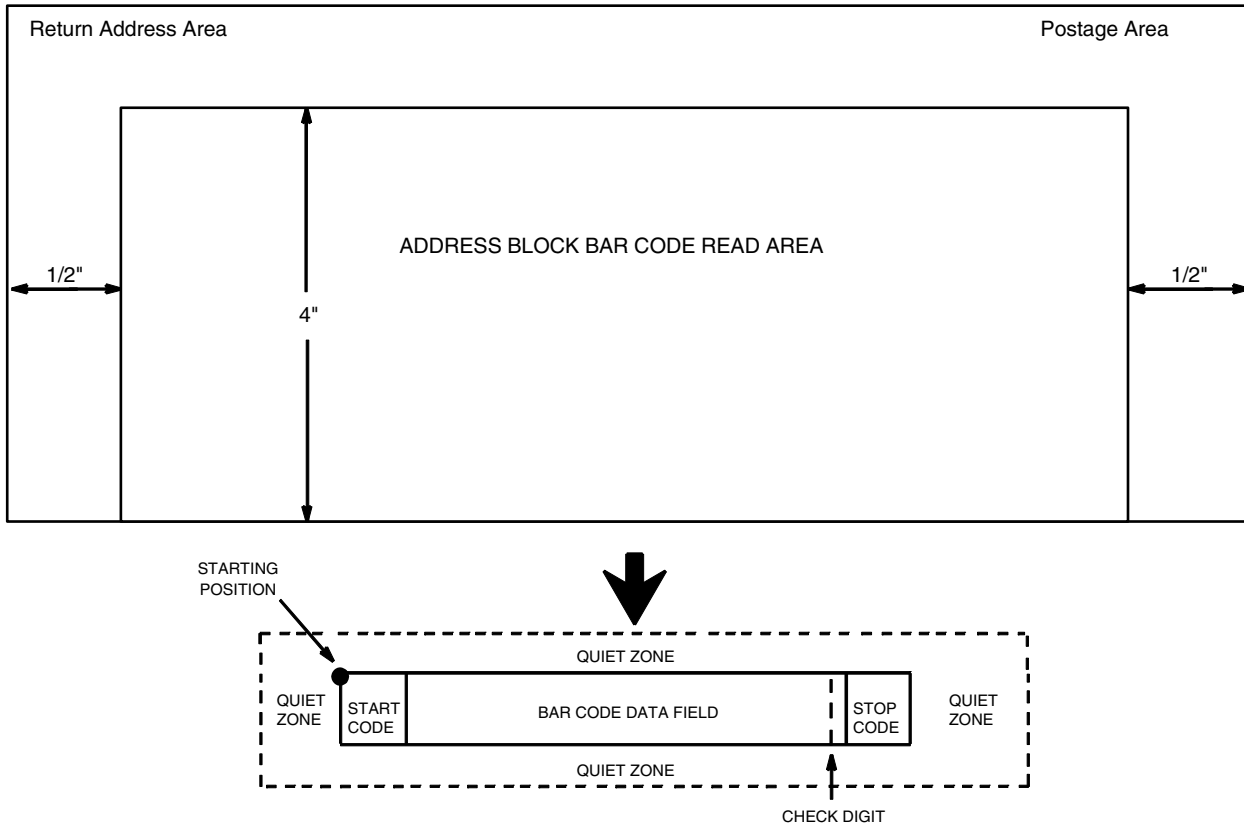 Return Address Area
Postage Area
ADDRESS BLOCK BAR CODE READ AREA
1/2"
1/2"
4"
STARTING
POSITION
QUIET ZONE
QUIET
ZONE
START
CODE
BAR CODE DATA FIELD
STOP
CODE
QUIET
ZONE
QUIET ZONE
CHECK DIGIT